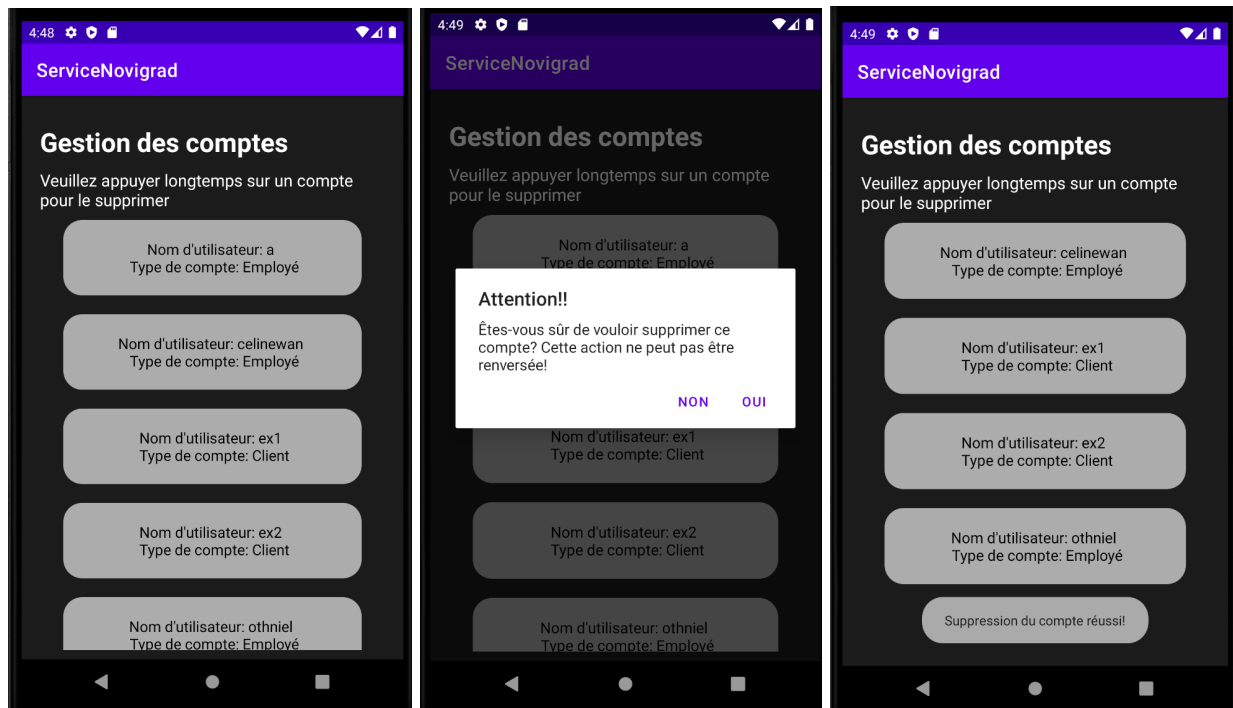 4:48
ServiceNovigrad
Gestion des comptes
Veuillez appuyer longtemps sur un compte
pour le supprimer
Nom d'utilisateur: a
Type de compte: Employé
Nom d'utilisateur: celinewan
Type de compte: Employé
Nom d'utilisateur: ex1
Type de compte: Client
Nom d'utilisateur: ex2
Type de compte: Client
Nom d'utilisateur: othniel
Type de compte: Employé
4:49
ServiceNovigrad
Gestion des comptes
Veuillez appuyer longtemps sur un compte
pour le supprimer
Nom d'utilisateur: a
Type de compte: Employé
Attention!!
Êtes-vous sûr de vouloir supprimer ce
compte? Cette action ne peut pas être
renversée!
NON OUI
Nom d'utilisateur: ex1
Type de compte: Client
Nom d'utilisateur: ex2
Type de compte: Client
Nom d'utilisateur: othniel
Type de compte: Employé
4:49
ServiceNovigrad
Gestion des comptes
Veuillez appuyer longtemps sur un compte
pour le supprimer
Nom d'utilisateur: celinewan
Type de compte: Employé
Nom d'utilisateur: ex1
Type de compte: Client
Nom d'utilisateur: ex2
Type de compte: Client
Nom d'utilisateur: othniel
Type de compte: Employé
Suppression du compte réussi!